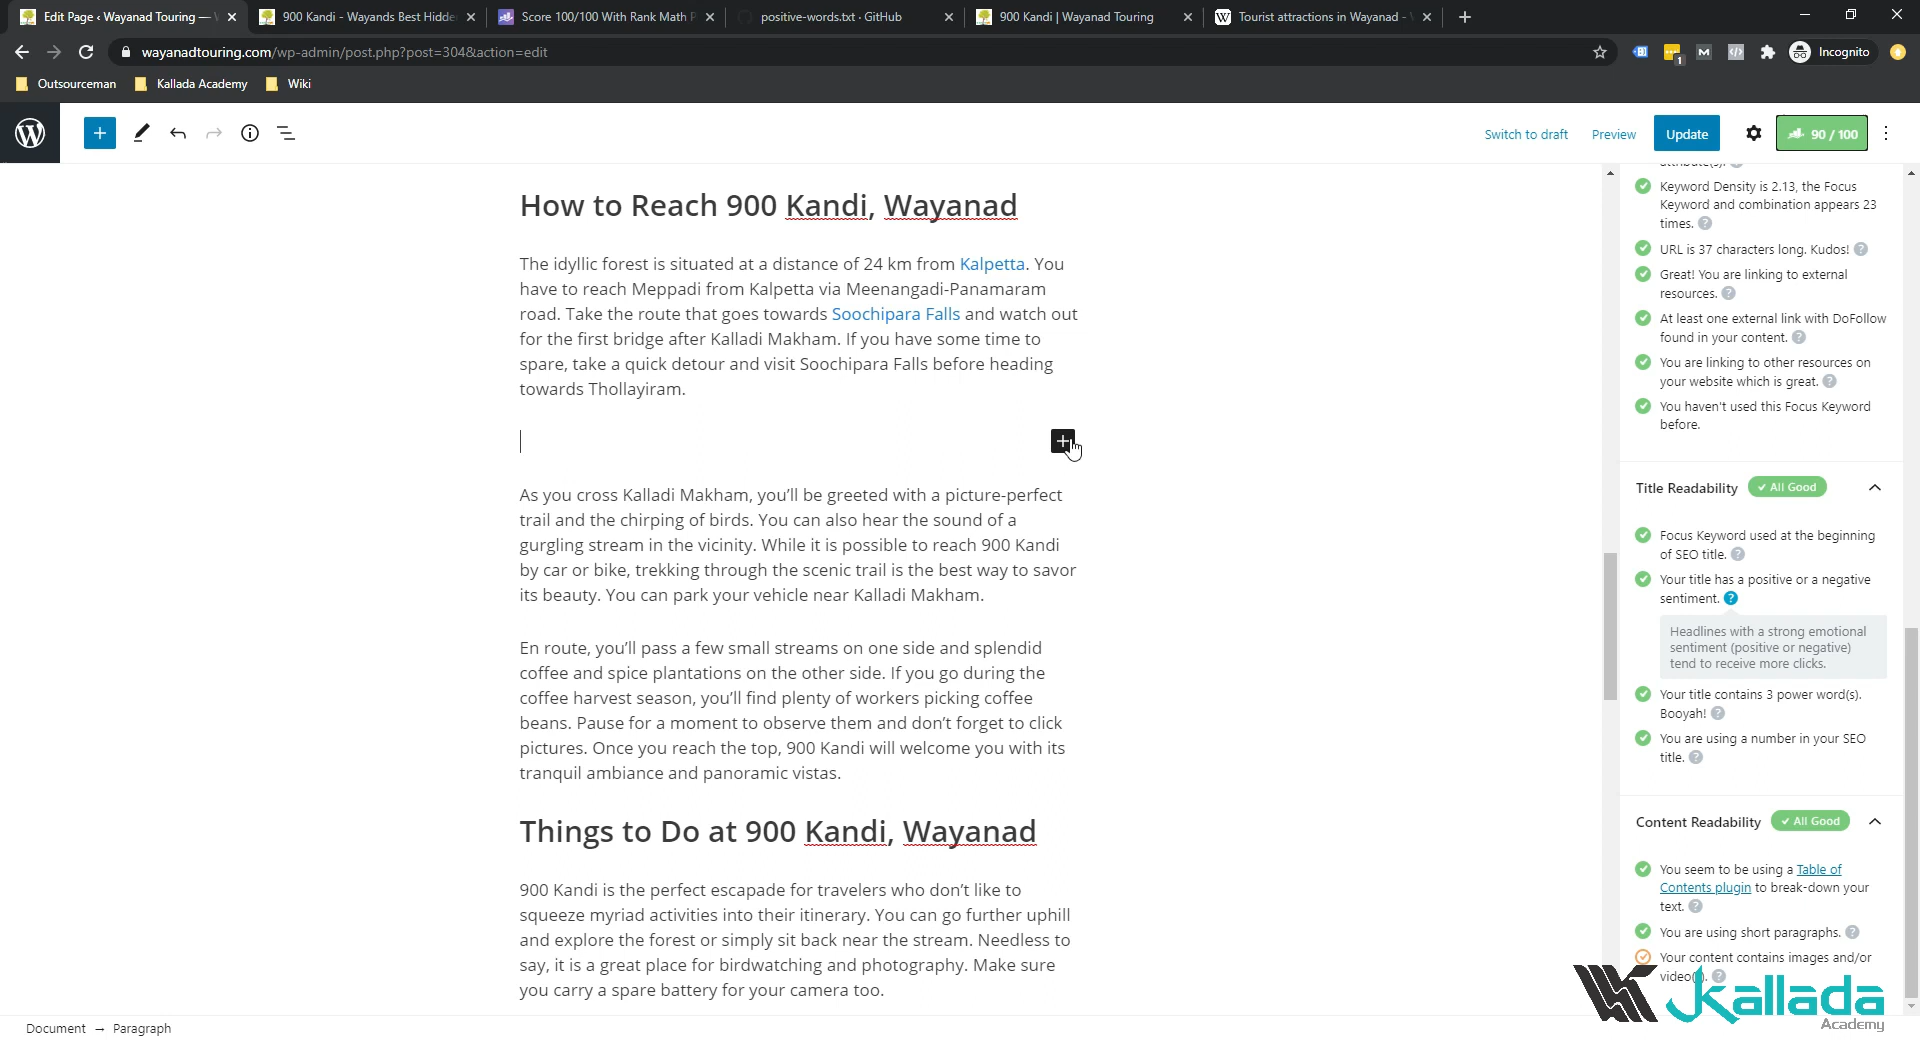 Edit Page ‹ Wayanad Touring —
900 Kandi - Wayands Best Hidde
Score 100/100 With Rank Math P
positive-words.txt · GitHub
900 Kandi | Wayanad Touring
Tourist attractions in Wayanad -
wayanadtouring.com/wp-admin/post.php?post=304&action=edit
1
Incognito
Outsourceman
Kallada Academy
Wiki
Switch to draft
Preview
Update
90 / 100
How to Reach 900 Kandi, Wayanad
The idyllic forest is situated at a distance of 24 km from Kalpetta. You
have to reach Meppadi from Kalpetta via Meenangadi-Panamaram
road. Take the route that goes towards Soochipara Falls and watch out
for the first bridge after Kalladi Makham. If you have some time to
spare, take a quick detour and visit Soochipara Falls before heading
towards Thollayiram.
As you cross Kalladi Makham, you’ll be greeted with a picture-perfect
trail and the chirping of birds. You can also hear the sound of a
gurgling stream in the vicinity. While it is possible to reach 900 Kandi
by car or bike, trekking through the scenic trail is the best way to savor
its beauty. You can park your vehicle near Kalladi Makham.
En route, you’ll pass a few small streams on one side and splendid
coffee and spice plantations on the other side. If you go during the
coffee harvest season, you’ll find plenty of workers picking coffee
beans. Pause for a moment to observe them and don’t forget to click
pictures. Once you reach the top, 900 Kandi will welcome you with its
tranquil ambiance and panoramic vistas.
Things to Do at 900 Kandi, Wayanad
900 Kandi is the perfect escapade for travelers who don’t like to
squeeze myriad activities into their itinerary. You can go further uphill
and explore the forest or simply sit back near the stream. Needless to
say, it is a great place for birdwatching and photography. Make sure
you carry a spare battery for your camera too.
Keyword Density is 2.13, the Focus
Keyword and combination appears 23
times.
URL is 37 characters long. Kudos!
Great! You are linking to external
resources.
At least one external link with DoFollow
found in your content.
You are linking to other resources on
your website which is great.
You haven't used this Focus Keyword
before.
Title Readability
All Good
Focus Keyword used at the beginning
of SEO title.
Your title has a positive or a negative
sentiment.
Headlines with a strong emotional
sentiment (positive or negative)
tend to receive more clicks.
Your title contains 3 power word(s).
Booyah!
You are using a number in your SEO
title.
Content Readability
All Good
You seem to be using a Table of
Contents plugin to break-down your
text.
You are using short paragraphs.
Your content contains images and/or
Kallada
Academy
Document → Paragraph